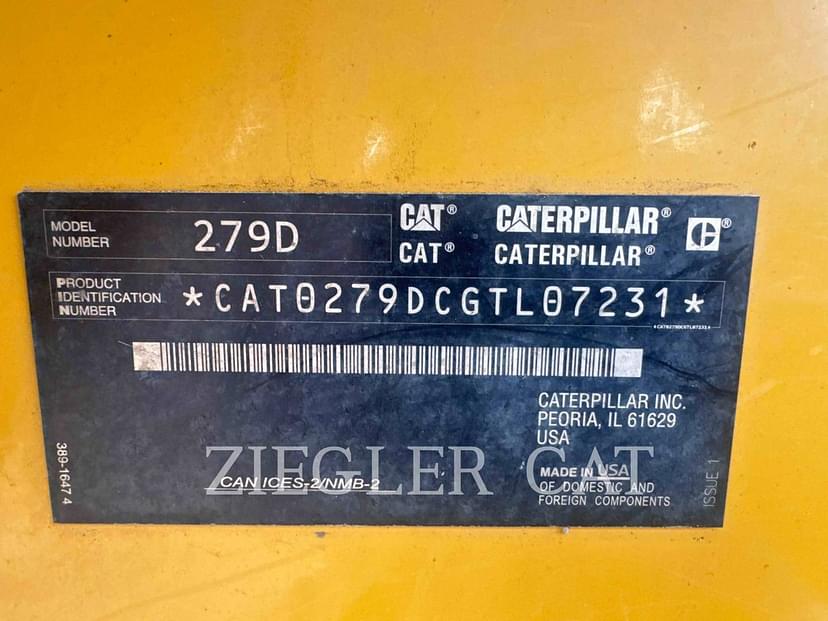 MODEL
NUMBER
279D
CAT® CATERPILLAR®
CAT® CATERPILLAR®
PRODUCT
IDENTIFICATION
NUMBER
*CAT0279DCGTL07231*
*CAT0279DCGTL07231*
CATERPILLAR INC.
PEORIA, IL 61629
USA
MADE IN USA
OF DOMESTIC AND
FOREIGN COMPONENTS
CAN ICES-2/NMB-2
389-1647 4
ISSUE 1
ZIEGLER CAT